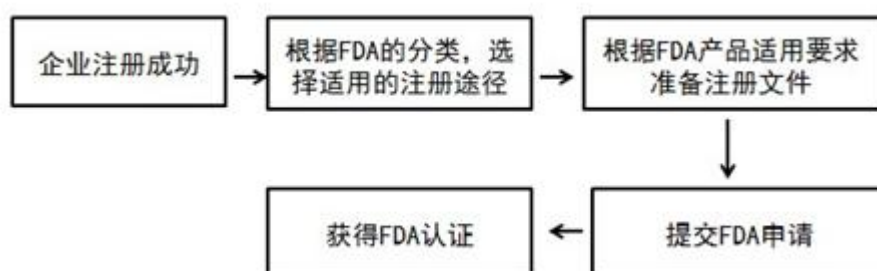 企业注册成功
根据FDA的分类，选
择适用的注册途径
根据FDA产品适用要求
准备注册文件
提交FDA申请
获得FDA认证